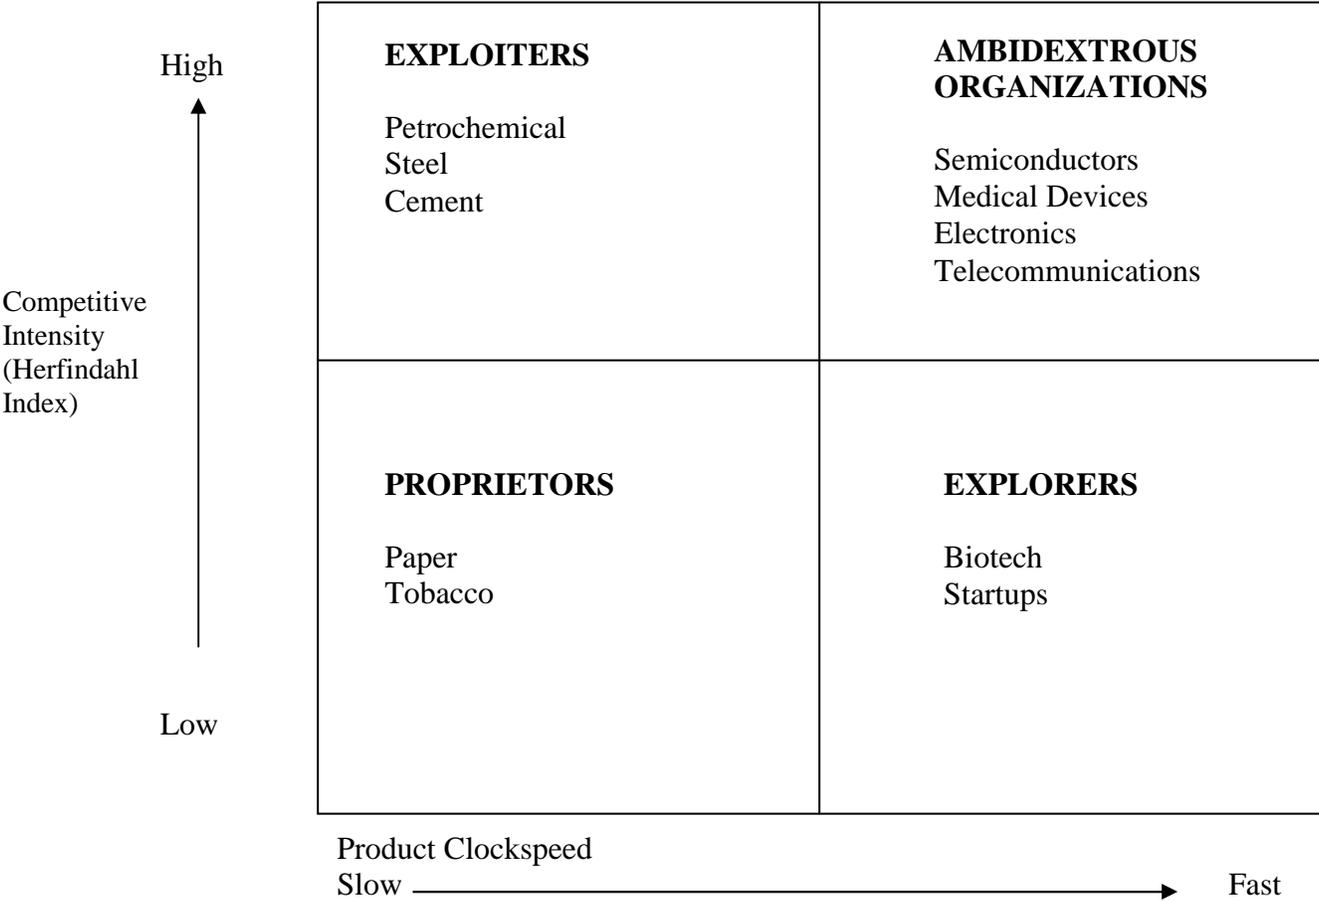 High
Competitive
Intensity
(Herfindahl
Index)
Low
EXPLOITERS
Petrochemical
Steel
Cement
AMBIDEXTROUS
ORGANIZATIONS
Semiconductors
Medical Devices
Electronics
Telecommunications
PROPRIETORS
Paper
Tobacco
EXPLORERS
Biotech
Startups
Product Clockspeed
Slow
Fast